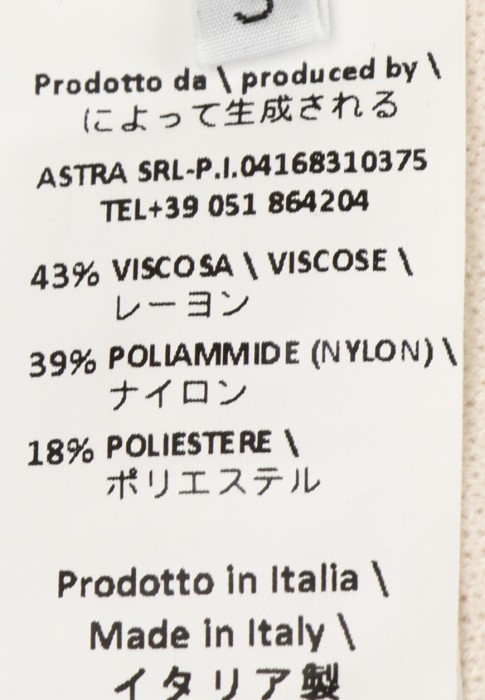 Prodotto da \ produced by \
によって生成される
ASTRA SRL-P.I.04168310375
TEL+39 051 864204
43% VISCOSA \ VISCOSE \
レーヨン
39% POLIAMMIDE (NYLON) \
ナイロン
18% POLIESTERE \
ポリエステル
Prodotto in Italia \
Made in Italy \
イタリア製